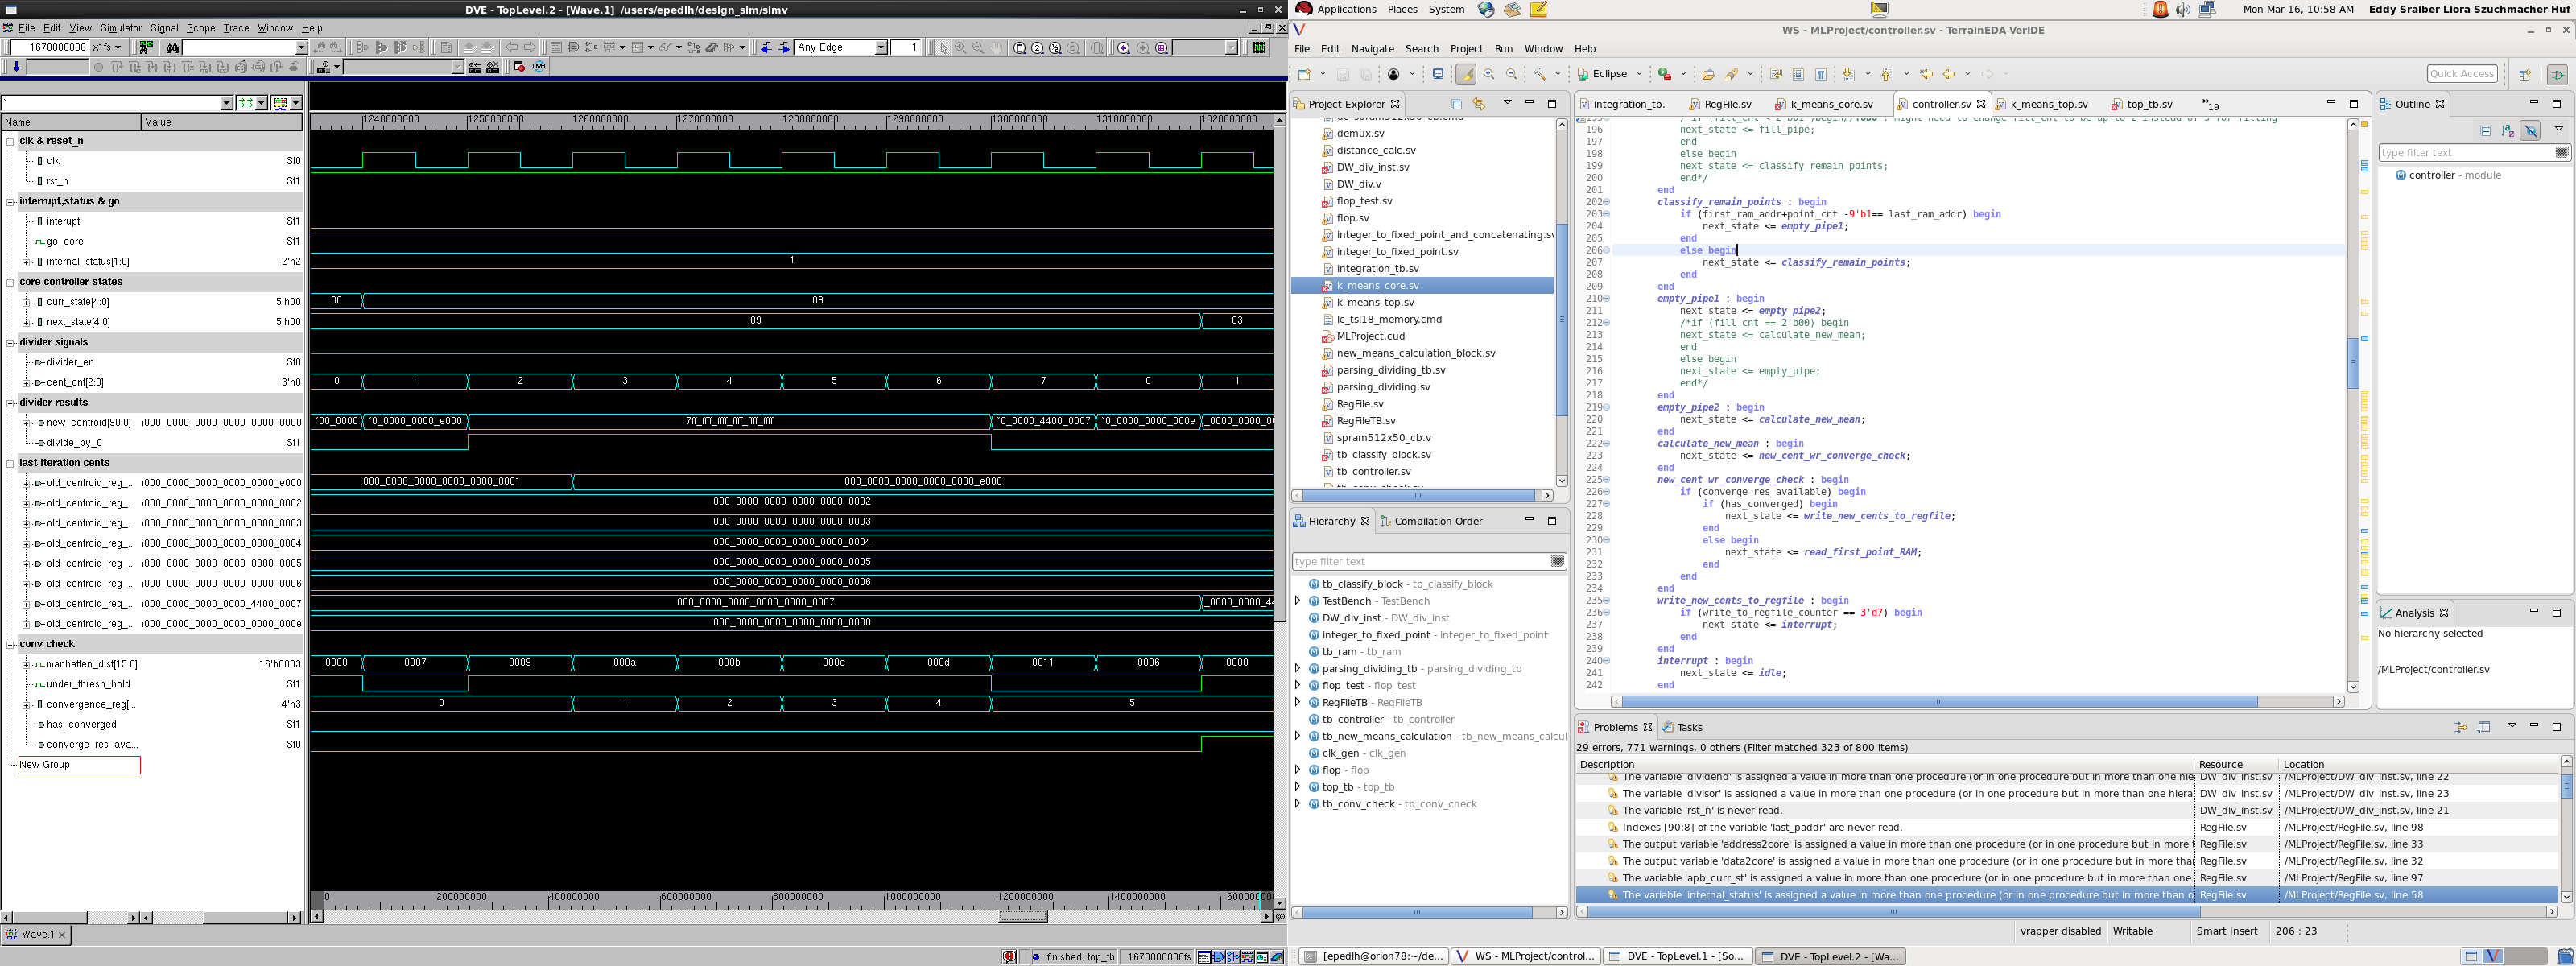 DVE - TopLevel.2 - [Wave.1] /users/epedlh/design_sim/simv
File Edit View Simulator Signal Scope Trace Window Help
1670000000 x1fs
Any Edge
1
*
Name Value
clk & reset_n
clk St0
rst_n St1
interrupt,status & go
interupt St1
go_core St1
internal_status[1:0] 2'h2
core controller states
curr_state[4:0] 5'h00
next_state[4:0] 5'h00
divider signals
divider_en St0
cent_cnt[2:0] 3'h0
divider results
new_centroid[90:0] 000_0000_0000_0000_0000_0000
divide_by_0 St1
last iteration cents
old_centroid_reg_... 000_0000_0000_0000_0000_e000
old_centroid_reg_... 000_0000_0000_0000_0000_0002
old_centroid_reg_... 000_0000_0000_0000_0000_0003
old_centroid_reg_... 000_0000_0000_0000_0000_0004
old_centroid_reg_... 000_0000_0000_0000_0000_0005
old_centroid_reg_... 000_0000_0000_0000_0000_0006
old_centroid_reg_... 000_0000_0000_0000_4400_0007
old_centroid_reg_... 000_0000_0000_0000_0000_000e
conv check
manhatten_dist[15:0] 16'h0003
under_thresh_hold St1
convergence_reg[... 4'h3
has_converged St1
converge_res_ava... St0
New Group
1240000000 1250000000 1260000000 1270000000 1280000000 1290000000 1300000000 1310000000 1320000000
1
08 09
09 03
0 1 2 3 4 5 6 7 0 1
*00_0000 *0_0000_0000_e000 7ff_ffff_ffff_ffff_ffff_ffff *0_0000_4400_0007 *0_0000_0000_000e
000_0000_0000_0000_0000_0001 000_0000_0000_0000_0000_e000
000_0000_0000_0000_0000_0002
000_0000_0000_0000_0000_0003
000_0000_0000_0000_0000_0004
000_0000_0000_0000_0000_0005
000_0000_0000_0000_0000_0006
000_0000_0000_0000_0000_0007
000_0000_0000_0000_0000_0008
0000 0007 0009 000a 000b 000c 000d 0011 0006 0000
0 1 2 3 4 5
0 200000000 400000000 600000000 800000000 1000000000 1200000000 1400000000
Wave.1
finished: top_tb 1670000000fs
Applications Places System
Mon Mar 16, 10:58 AM Eddy Sraiber Llora Szuchmacher Huf
WS - MLProject/controller.sv - TerrainEDA VerIDE
File Edit Navigate Search Project Run Window Help
Eclipse
Quick Access
Project Explorer
demux.sv
distance_calc.sv
DW_div_inst.sv
DW_div.v
flop_test.sv
flop.sv
integer_to_fixed_point_and_concatenating.sv
integer_to_fixed_point.sv
integration_tb.sv
k_means_core.sv
k_means_top.sv
lc_tsl18_memory.cmd
MLProject.cud
new_means_calculation_block.sv
parsing_dividing_tb.sv
parsing_dividing.sv
RegFile.sv
RegFileTB.sv
spram512x50_cb.v
tb_classify_block.sv
tb_controller.sv
Hierarchy Compilation Order
type filter text
tb_classify_block - tb_classify_block
TestBench - TestBench
DW_div_inst - DW_div_inst
integer_to_fixed_point - integer_to_fixed_point
tb_ram - tb_ram
parsing_dividing_tb - parsing_dividing_tb
flop_test - flop_test
RegFileTB - RegFileTB
tb_controller - tb_controller
tb_new_means_calculation - tb_new_means_calcul
clk_gen - clk_gen
flop - flop
top_tb - top_tb
tb_conv_check - tb_conv_check
integration_tb. RegFile.sv k_means_core.sv controller.sv k_means_top.sv top_tb.sv »19
196 next_state <= fill_pipe;
197 end
198 else begin
199 next_state <= classify_remain_points;
200 end*/
201 end
202 classify_remain_points : begin
203 if (first_ram_addr+point_cnt -9'b1== last_ram_addr) begin
204 next_state <= empty_pipe1;
205 end
206 else begin
207 next_state <= classify_remain_points;
208 end
209 end
210 empty_pipe1 : begin
211 next_state <= empty_pipe2;
212 /*if (fill_cnt == 2'b00) begin
213 next_state <= calculate_new_mean;
214 end
215 else begin
216 next_state <= empty_pipe;
217 end*/
218 end
219 empty_pipe2 : begin
220 next_state <= calculate_new_mean;
221 end
222 calculate_new_mean : begin
223 next_state <= new_cent_wr_converge_check;
224 end
225 new_cent_wr_converge_check : begin
226 if (converge_res_available) begin
227 if (has_converged) begin
228 next_state <= write_new_cents_to_regfile;
229 end
230 else begin
231 next_state <= read_first_point_RAM;
232 end
233 end
234 end
235 write_new_cents_to_regfile : begin
236 if (write_to_regfile_counter == 3'd7) begin
237 next_state <= interrupt;
238 end
239 end
240 interrupt : begin
241 next_state <= idle;
242 end
Outline
type filter text
controller - module
Analysis
No hierarchy selected
/MLProject/controller.sv
Problems Tasks
29 errors, 771 warnings, 0 others (Filter matched 323 of 800 items)
Description Resource Location
The variable 'dividend' is assigned a value in more than one procedure (or in one procedure but in more than one hie DW_div_inst.sv /MLProject/DW_div_inst.sv, line 22
The variable 'divisor' is assigned a value in more than one procedure (or in one procedure but in more than one hierar DW_div_inst.sv /MLProject/DW_div_inst.sv, line 23
The variable 'rst_n' is never read. DW_div_inst.sv /MLProject/DW_div_inst.sv, line 21
Indexes [90:8] of the variable 'last_paddr' are never read. RegFile.sv /MLProject/RegFile.sv, line 98
The output variable 'address2core' is assigned a value in more than one procedure (or in one procedure but in more t RegFile.sv /MLProject/RegFile.sv, line 33
The output variable 'data2core' is assigned a value in more than one procedure (or in one procedure but in more than RegFile.sv /MLProject/RegFile.sv, line 32
The variable 'apb_curr_st' is assigned a value in more than one procedure (or in one procedure but in more than one RegFile.sv /MLProject/RegFile.sv, line 97
The variable 'internal_status' is assigned a value in more than one procedure (or in one procedure but in more than o RegFile.sv /MLProject/RegFile.sv, line 58
vrapper disabled Writable Smart Insert 206 : 23
[epedlh@orion78:~/de... WS - MLProject/control... DVE - TopLevel.1 - [So... DVE - TopLevel.2 - [Wa...